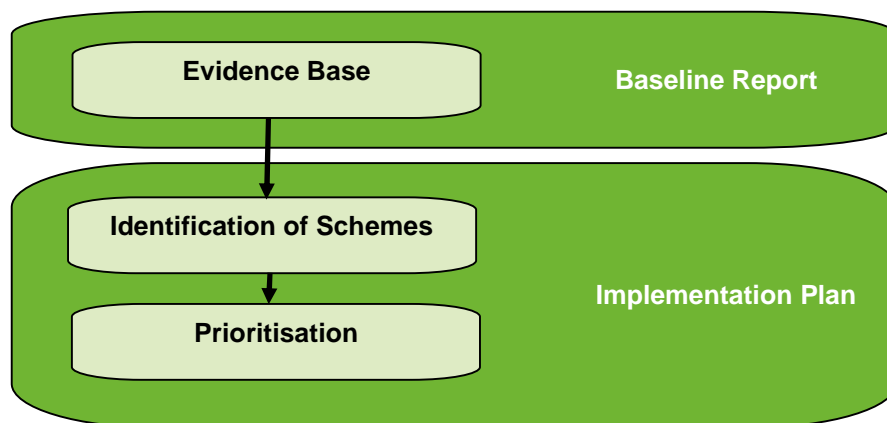 Evidence Base
Baseline Report
Identification of Schemes
Implementation Plan
Prioritisation